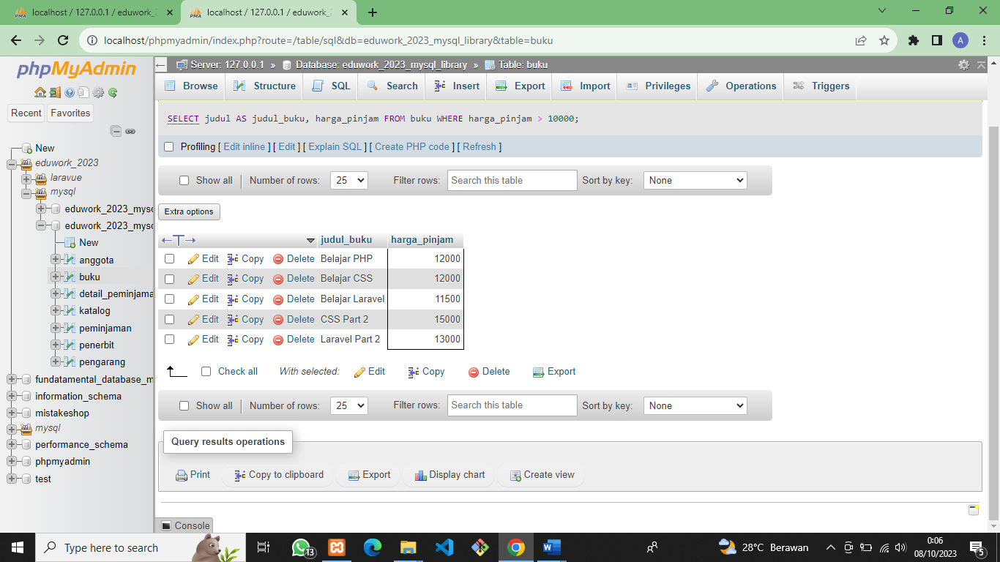 localhost / 127.0.0.1 / eduwork_2
localhost / 127.0.0.1 / eduwork_2
localhost/phpmyadmin/index.php?route=/table/sql&db=eduwork_2023_mysql_library&table=buku
A
phpMyAdmin
Recent
Favorites
New
eduwork_2023
laravue
mysql
eduwork_2023_myso
eduwork_2023_myso
New
anggota
buku
detail_peminjama
katalog
peminjaman
penerbit
pengarang
fundatamental_database_m
information_schema
mistakeshop
mysql
performance_schema
phpmyadmin
test
Server: 127.0.0.1 » Database: eduwork_2023_mysql_library » Table: buku
Browse Structure SQL Search Insert Export Import Privileges Operations Triggers
SELECT judul AS judul_buku, harga_pinjam FROM buku WHERE harga_pinjam > 10000;
Profiling [ Edit inline ] [ Edit ] [ Explain SQL ] [ Create PHP code ] [ Refresh ]
Show all | Number of rows: 25 Filter rows: Search this table Sort by key: None
Extra options
←T→ judul_buku harga_pinjam
Edit Copy Delete Belajar PHP 12000
Edit Copy Delete Belajar CSS 12000
Edit Copy Delete Belajar Laravel 11500
Edit Copy Delete CSS Part 2 15000
Edit Copy Delete Laravel Part 2 13000
Check all With selected: Edit Copy Delete Export
Show all | Number of rows: 25 Filter rows: Search this table Sort by key: None
Query results operations
Print Copy to clipboard Export Display chart Create view
Console
Type here to search
13
28°C Berawan
0:06
08/10/2023
5